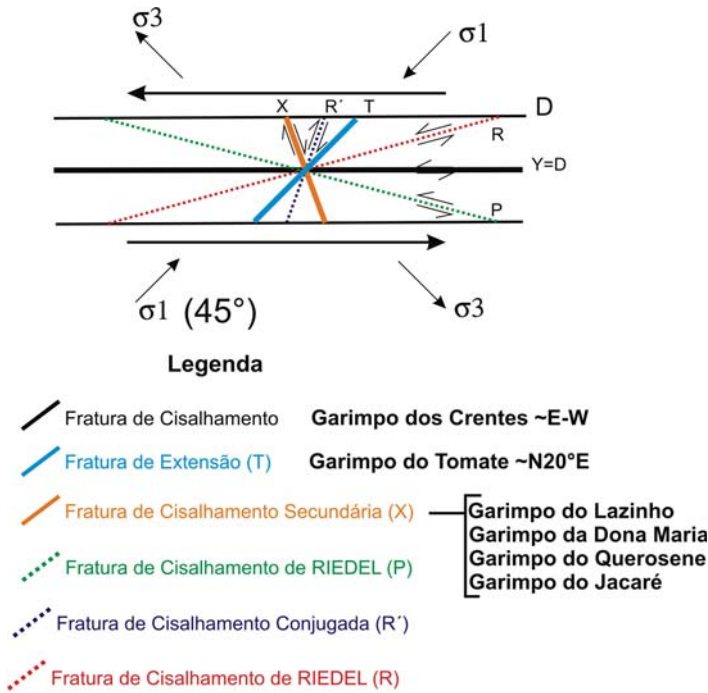 σ3
σ1
X
R´
T
D
R
Y=D
P
σ1 (45°)
σ3
Legenda
Fratura de Cisalhamento
Garimpo dos Crentes ~E-W
Fratura de Extensão (T)
Garimpo do Tomate ~N20°E
Fratura de Cisalhamento Secundária (X)
Garimpo do Lazinho
Garimpo da Dona Maria
Garimpo do Querosene
Garimpo do Jacaré
Fratura de Cisalhamento de RIEDEL (P)
Fratura de Cisalhamento Conjugada (R´)
Fratura de Cisalhamento de RIEDEL (R)